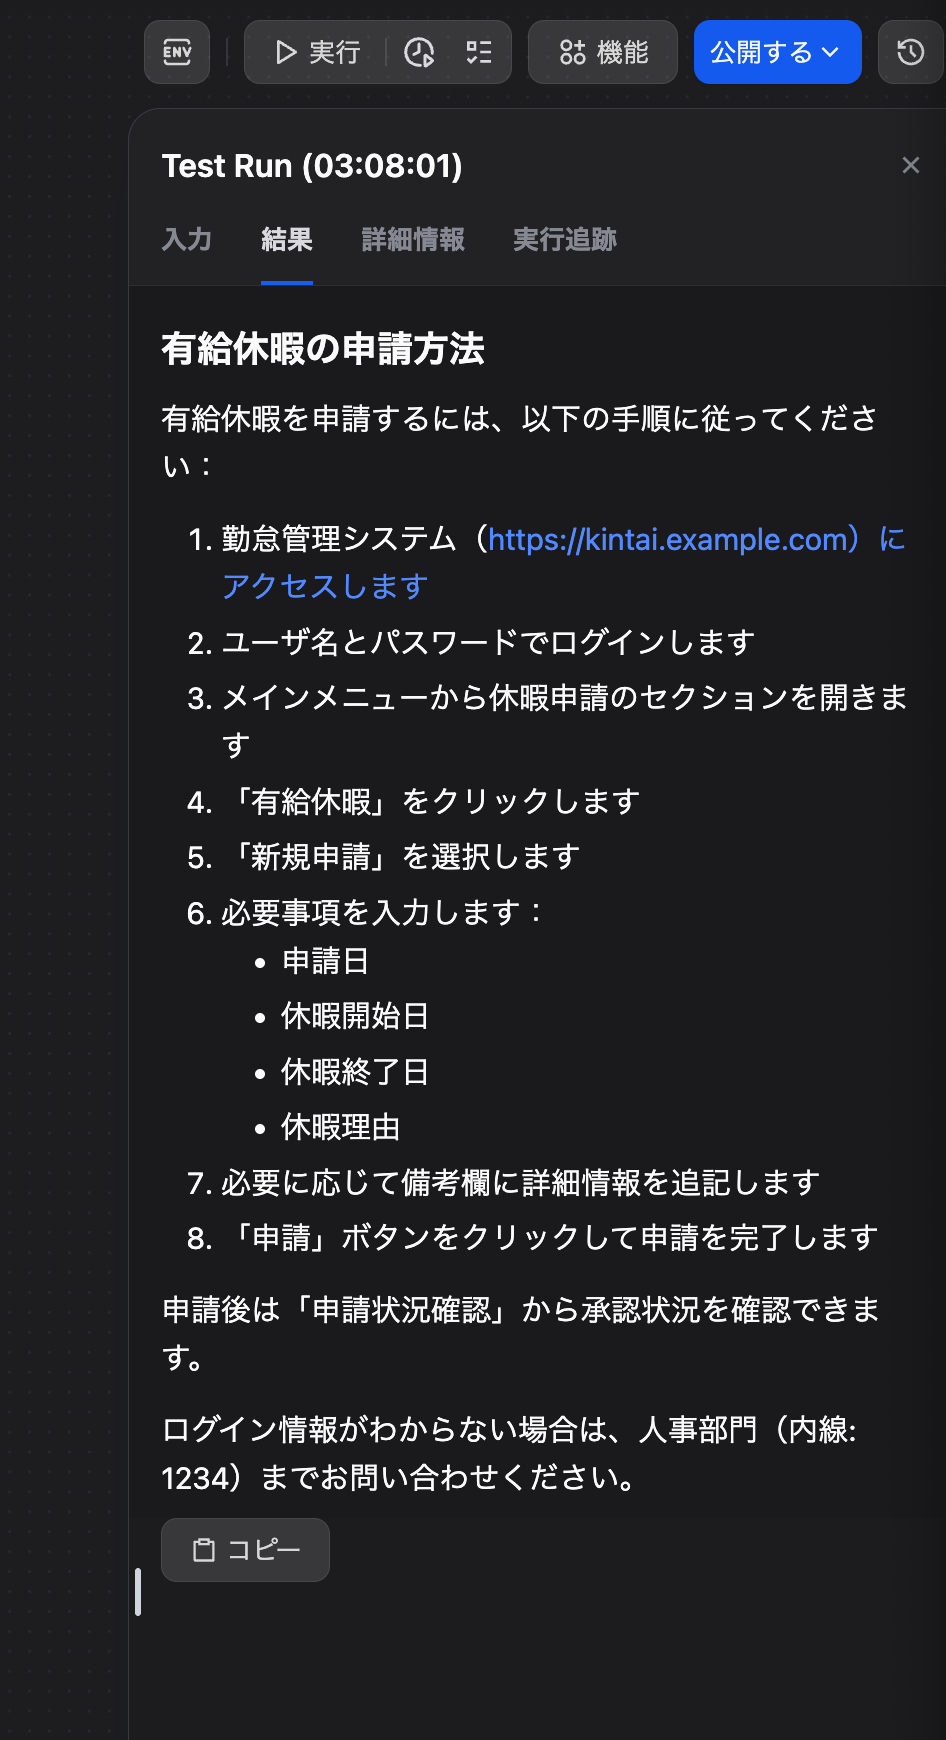 ENV
実行
機能
公開する
Test Run (03:08:01)
入力
結果
詳細情報
実行追跡
有給休暇の申請方法
有給休暇を申請するには、以下の手順に従ってくださ
い：
1. 勤怠管理システム（https://kintai.example.com）に
アクセスします
2. ユーザ名とパスワードでログインします
3. メインメニューから休暇申請のセクションを開きま
す
4. 「有給休暇」をクリックします
5. 「新規申請」を選択します
6. 必要事項を入力します：
• 申請日
• 休暇開始日
• 休暇終了日
• 休暇理由
7. 必要に応じて備考欄に詳細情報を追記します
8. 「申請」ボタンをクリックして申請を完了します
申請後は「申請状況確認」から承認状況を確認できま
す。
ログイン情報がわからない場合は、人事部門（内線:
1234）までお問い合わせください。
コピー